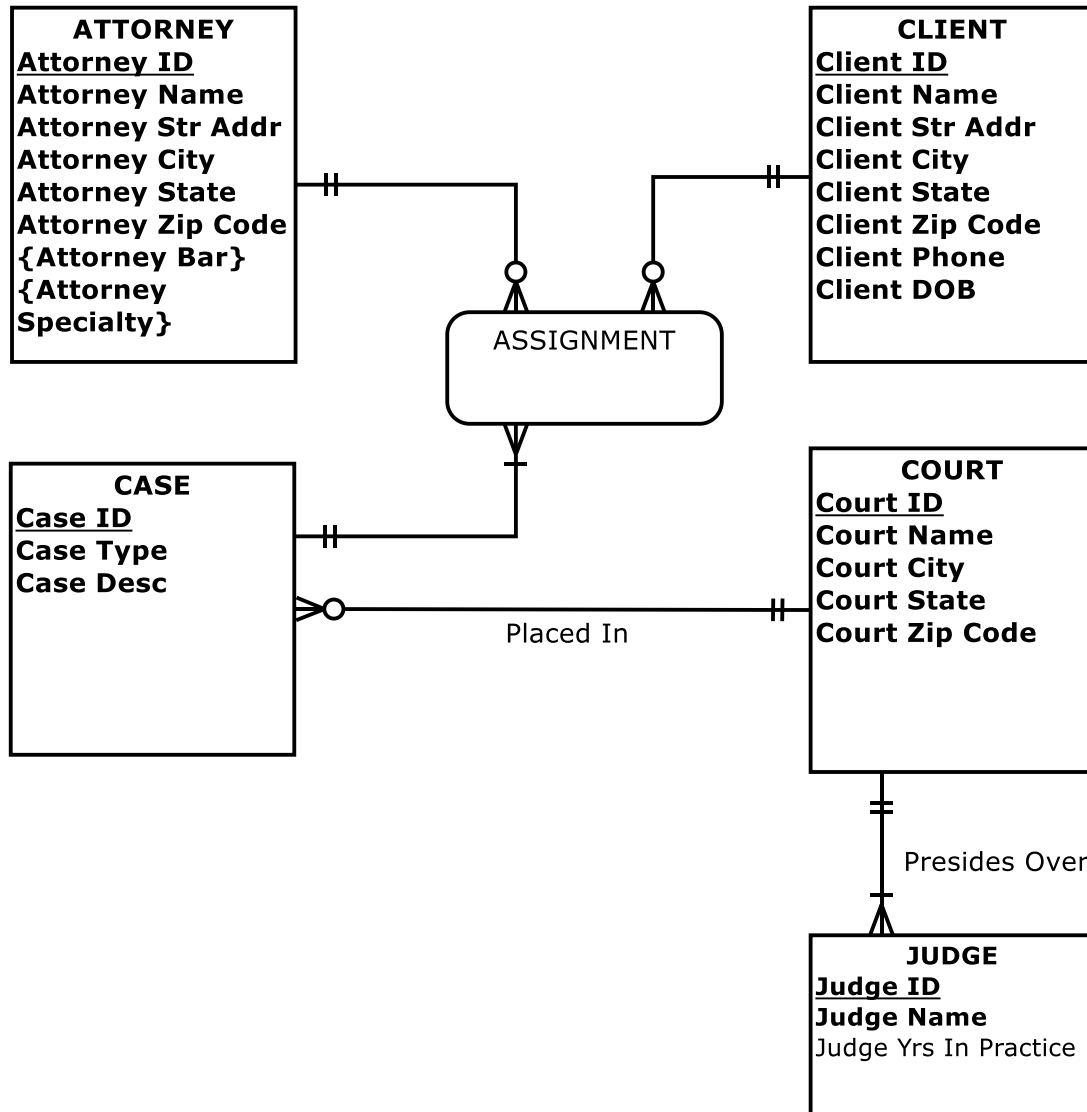 ATTORNEY
Attorney ID
Attorney Name
Attorney Str Addr
Attorney City
Attorney State
Attorney Zip Code
{Attorney Bar}
{Attorney
Specialty}
CLIENT
Client ID
Client Name
Client Str Addr
Client City
Client State
Client Zip Code
Client Phone
Client DOB
ASSIGNMENT
CASE
Case ID
Case Type
Case Desc
COURT
Court ID
Court Name
Court City
Court State
Court Zip Code
Placed In
Presides Over
JUDGE
Judge ID
Judge Name
Judge Yrs In Practice